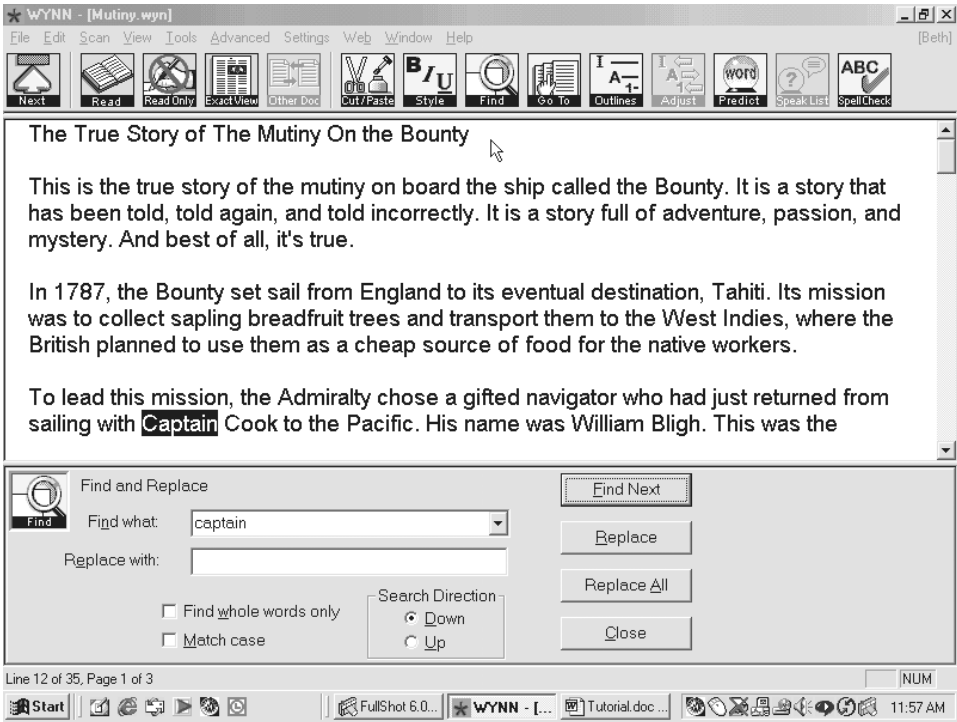 WYNN - [Mutiny.wyn]
File Edit Scan View Tools Advanced Settings Web Window Help [Beth]
Next Read Read Only Exact View Other Doc Cut/Paste Style Find Go To Outlines Adjust Predict Speak List Spell Check
The True Story of The Mutiny On the Bounty
This is the true story of the mutiny on board the ship called the Bounty. It is a story that
has been told, told again, and told incorrectly. It is a story full of adventure, passion, and
mystery. And best of all, it's true.
In 1787, the Bounty set sail from England to its eventual destination, Tahiti. Its mission
was to collect sapling breadfruit trees and transport them to the West Indies, where the
British planned to use them as a cheap source of food for the native workers.
To lead this mission, the Admiralty chose a gifted navigator who had just returned from
sailing with Captain Cook to the Pacific. His name was William Bligh. This was the
Find
Find and Replace
Find what: captain
Replace with:
Find whole words only
Match case
Search Direction
Down
Up
Find Next
Replace
Replace All
Close
Line 12 of 35, Page 1 of 3 NUM
Start FullShot 6.0... WYNN - [... Tutorial.doc ... 11:57 AM